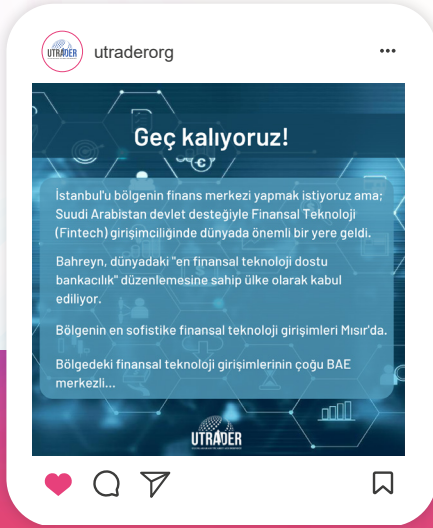 UTRADER
utraderorg
Geç kalıyoruz!
İstanbul'u bölgenin finans merkezi yapmak istiyoruz ama;
Suudi Arabistan devlet desteğiyle Finansal Teknoloji
(Fintech) girişimciliğinde dünyada önemli bir yere geldi.
Bahreyn, dünyadaki "en finansal teknoloji dostu
bankacılık" düzenlemesine sahip ülke olarak kabul
ediliyor.
Bölgenin en sofistike finansal teknoloji girişimleri Mısır'da.
Bölgedeki finansal teknoloji girişimlerinin çoğu BAE
merkezli...
UTRADER